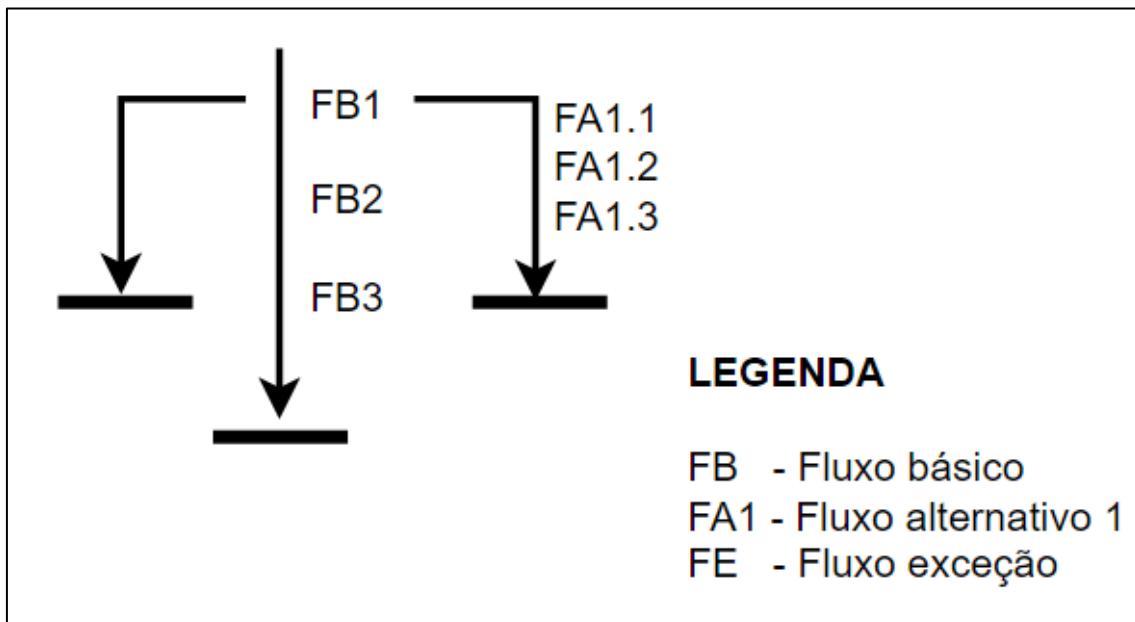 FB1
FB2
FB3
FA1.1
FA1.2
FA1.3
LEGENDA
FB - Fluxo básico
FA1 - Fluxo alternativo 1
FE - Fluxo exceção